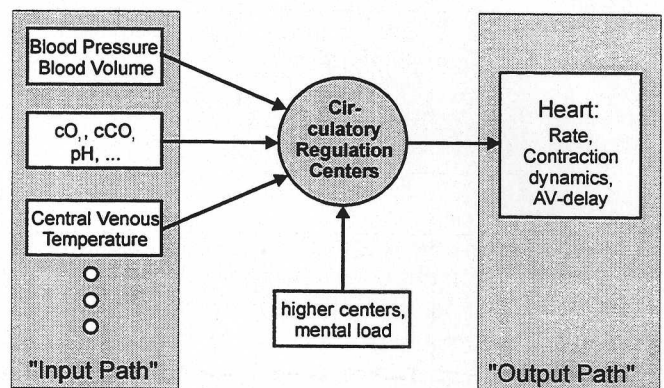 Blood Pressure
Blood Volume
cO₂, cCO
pH, ...
Central Venous
Temperature
"Input Path"
Cir-
culatory
Regulation
Centers
higher centers,
mental load
Heart:
Rate,
Contraction
dynamics,
AV-delay
"Output Path"